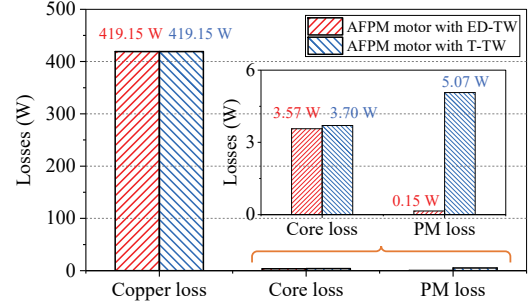 AFPM motor with ED-TW
AFPM motor with T-TW
419.15 W 419.15 W
Losses (W)
500
400
300
200
100
0
Copper loss Core loss PM loss
Losses (W)
6
3
0
3.57 W 3.70 W
0.15 W 5.07 W
Core loss PM loss